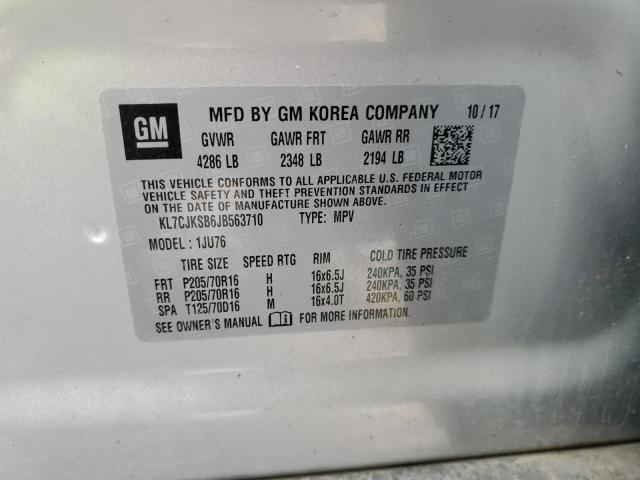 GM MFD BY GM KOREA COMPANY 10/17
GVWR GAWR FRT GAWR RR
4286 LB 2348 LB 2194 LB
THIS VEHICLE CONFORMS TO ALL APPLICABLE U.S. FEDERAL MOTOR
VEHICLE SAFETY AND THEFT PREVENTION STANDARDS IN EFFECT
ON THE DATE OF MANUFACTURE SHOWN ABOVE.
KL7CJKSB6JB563710 TYPE: MPV
MODEL: 1JU76
TIRE SIZE SPEED RTG RIM COLD TIRE PRESSURE
FRT P205/70R16 H 16x6.5J 240KPA, 35 PSI
RR P205/70R16 H 16x6.5J 240KPA, 35 PSI
SPA T125/70D16 M 16x4.0T 420KPA, 60 PSI
SEE OWNER'S MANUAL FOR MORE INFORMATION.